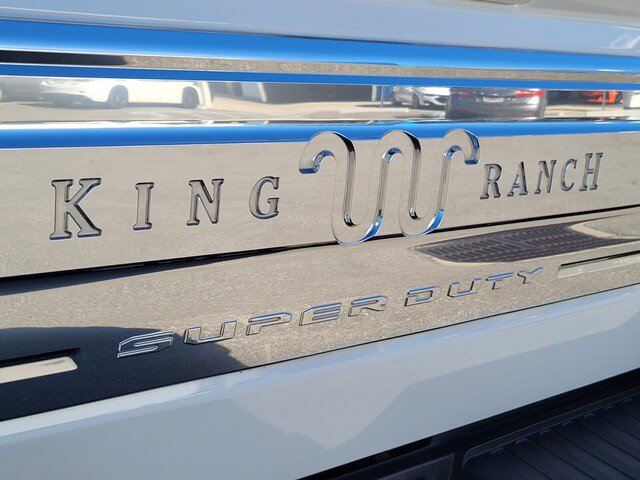 KING RANCH
SUPER DUTY